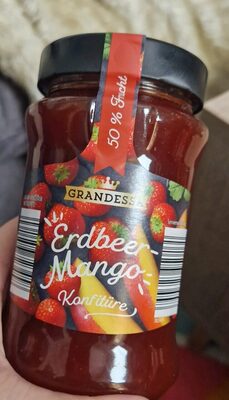 50 % Frucht
GRANDESSA
Erdbeer-
Mango
Konfitüre